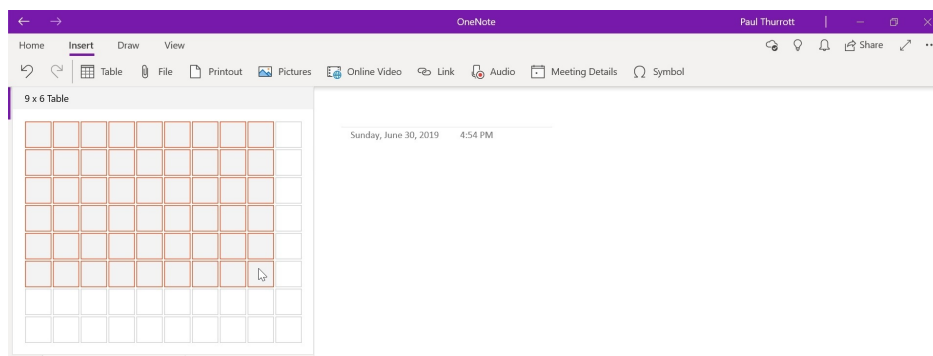 OneNote
Paul Thurrott
Home Insert Draw View
Share
Table File Printout Pictures Online Video Link Audio Meeting Details Symbol
9 x 6 Table
Sunday, June 30, 2019 4:54 PM